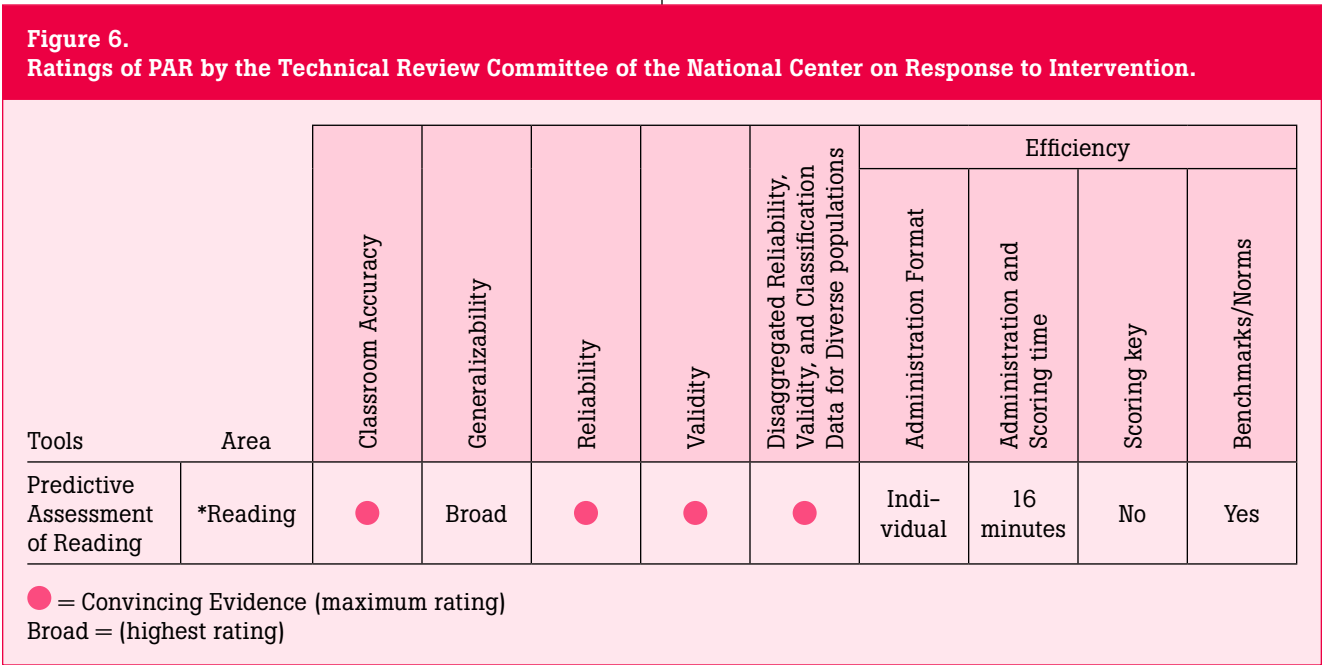 Figure 6.
Ratings of PAR by the Technical Review Committee of the National Center on Response to Intervention.
Efficiency
Tools
Area
Classroom Accuracy
Generalizability
Reliability
Validity
Disaggregated Reliability,
Validity, and Classification
Data for Diverse populations
Administration Format
Administration and
Scoring time
Scoring key
Benchmarks/Norms
Predictive
Assessment
of Reading
*Reading
Broad
Indi-
vidual
16
minutes
No
Yes
= Convincing Evidence (maximum rating)
Broad = (highest rating)